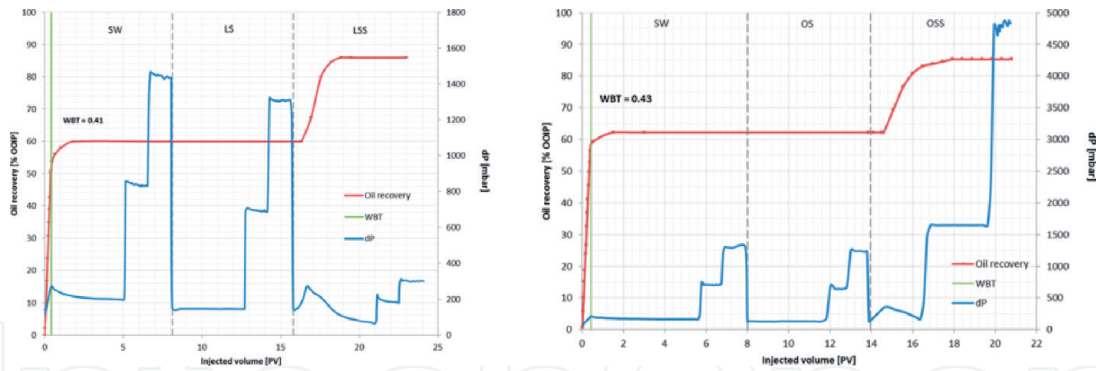 SW LS LSS
100
90
80
70
60
50
40
30
20
10
0
Oil recovery [% OOIP]
WBT = 0.41
Oil recovery
WBT
dP
1800
1600
1400
1200
1000
800
600
400
200
0
dP [mbar]
0 5 10 15 20 25
Injected volume [PV]
SW OS OSS
100
90
80
70
60
50
40
30
20
10
0
Oil recovery [% OOIP]
WBT = 0.43
Oil recovery
WBT
dP
5000
4500
4000
3500
3000
2500
2000
1500
1000
500
0
dP [mbar]
0 2 4 6 8 10 12 14 16 18 20
Injected volume [PV]